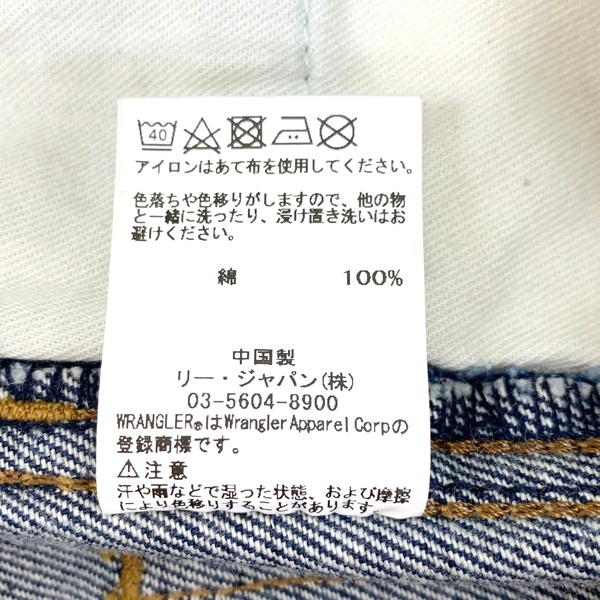 40
アイロンはあて布を使用してください。
色落ちや色移りがしますので、他の物
と一緒に洗ったり、浸け置き洗いはお
避けください。
綿 100%
中国製
リー・ジャパン(株)
03-5604-8900
WRANGLER®はWrangler Apparel Corpの
登録商標です。
⚠注意
汗や雨などで湿った状態、および摩擦
により色移りすることがあります。